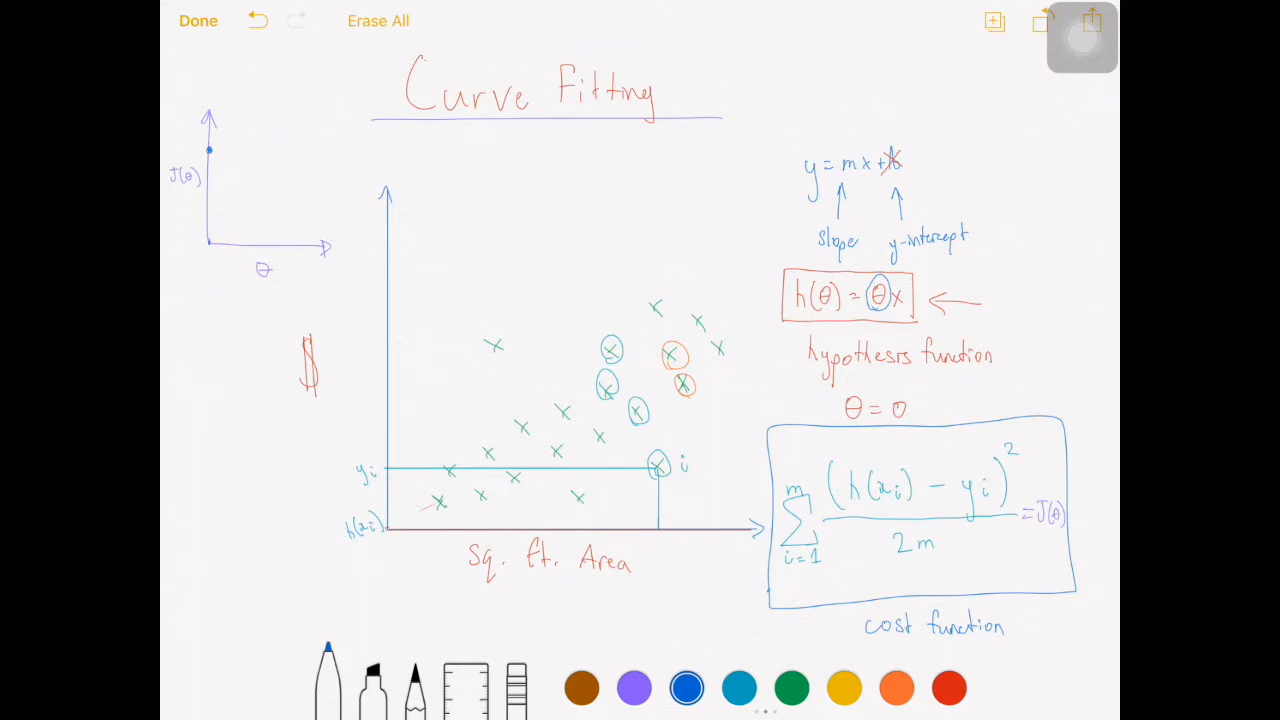 Done
Erase All
Curve Fitting
J(θ)
θ
y = mx + b
slope
y-intercept
h(θ) = θx
hypothesis function
θ = 0
$
i
yi
h(xi)
Sq. ft. Area
m
∑ (h(xi) - yi)² = J(θ)
i=1
2m
cost function